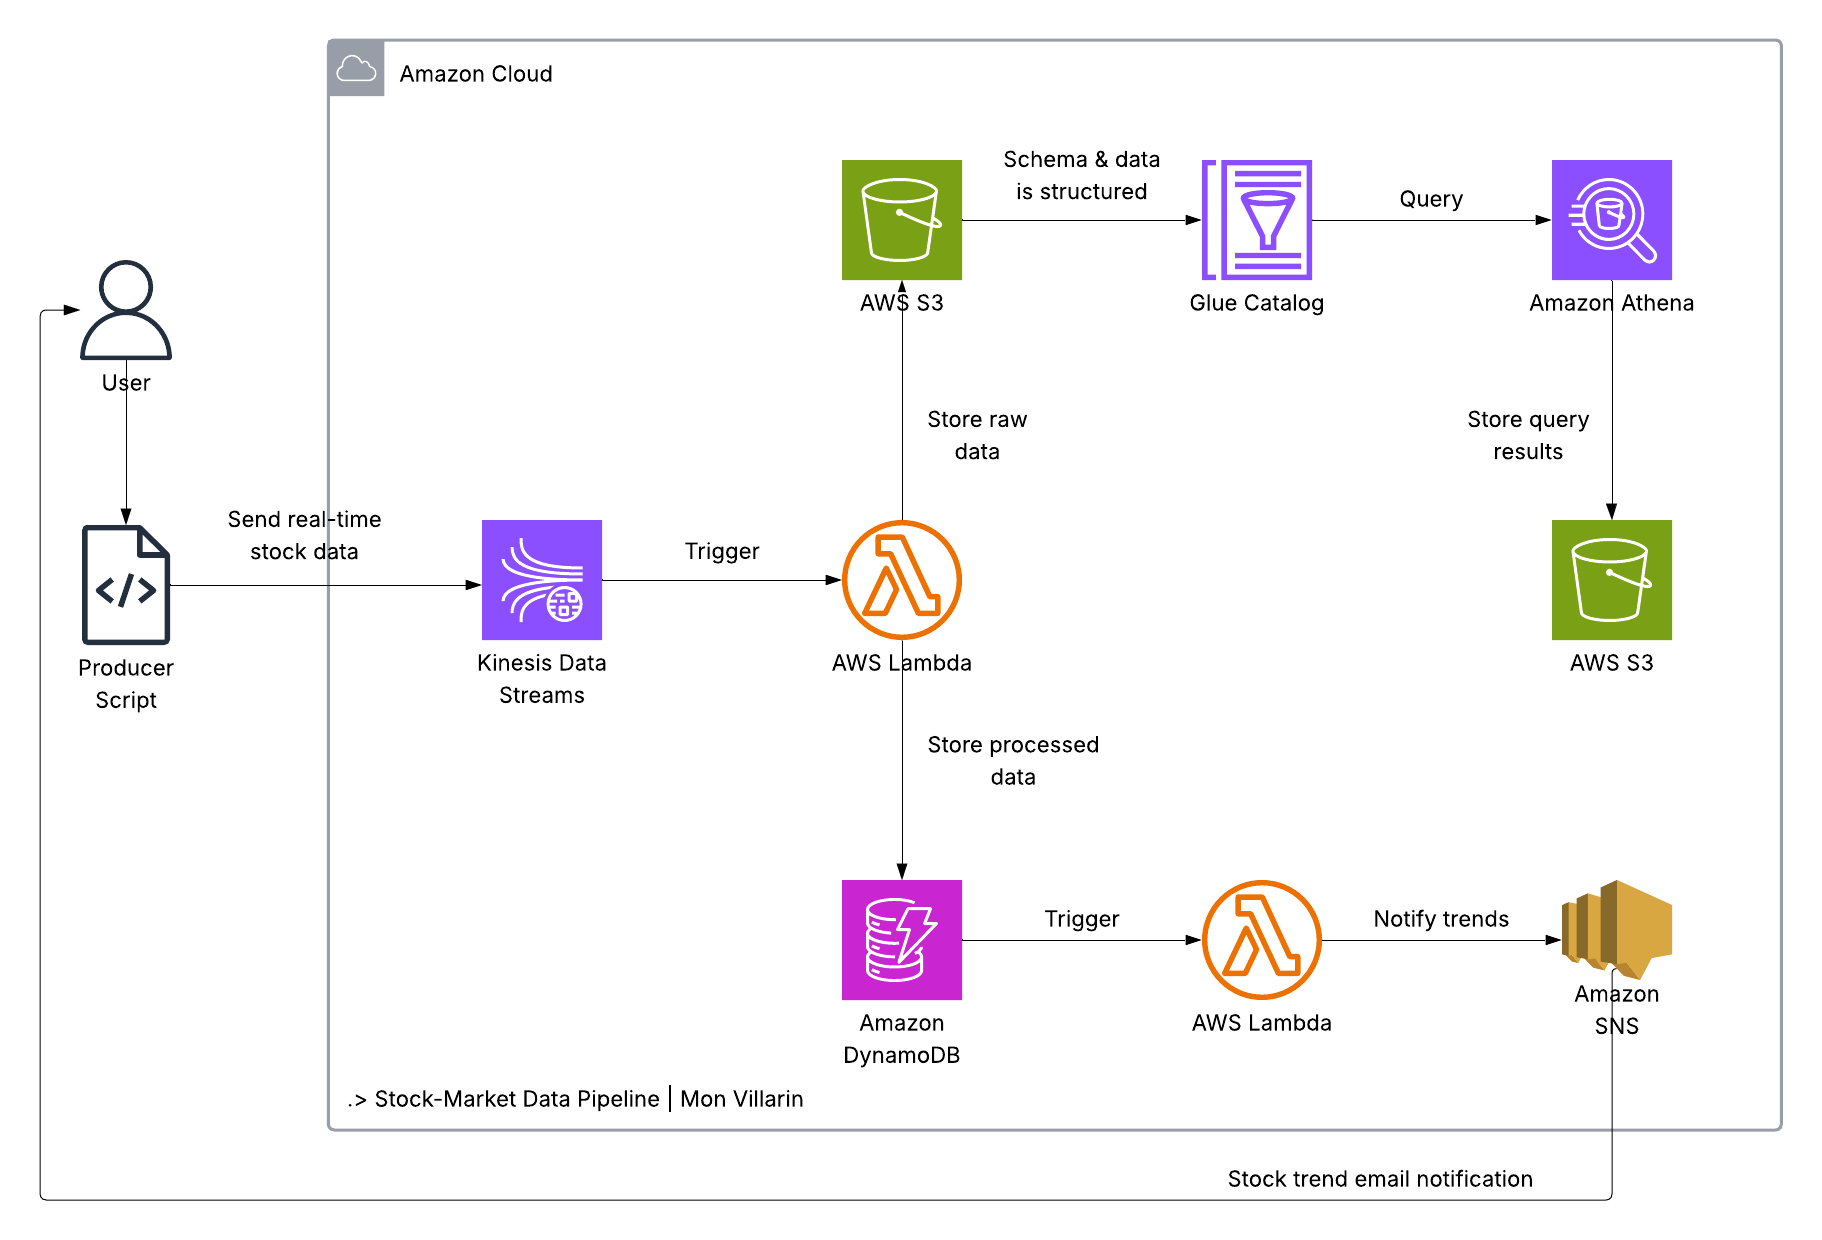 Amazon Cloud
Schema & data
is structured
Query
AWS S3
Glue Catalog
Amazon Athena
User
Store raw
data
Store query
results
Send real-time
stock data
Trigger
Producer
Script
Kinesis Data
Streams
AWS Lambda
AWS S3
Store processed
data
Trigger
Notify trends
Amazon
DynamoDB
AWS Lambda
Amazon
SNS
.> Stock-Market Data Pipeline | Mon Villarin
Stock trend email notification